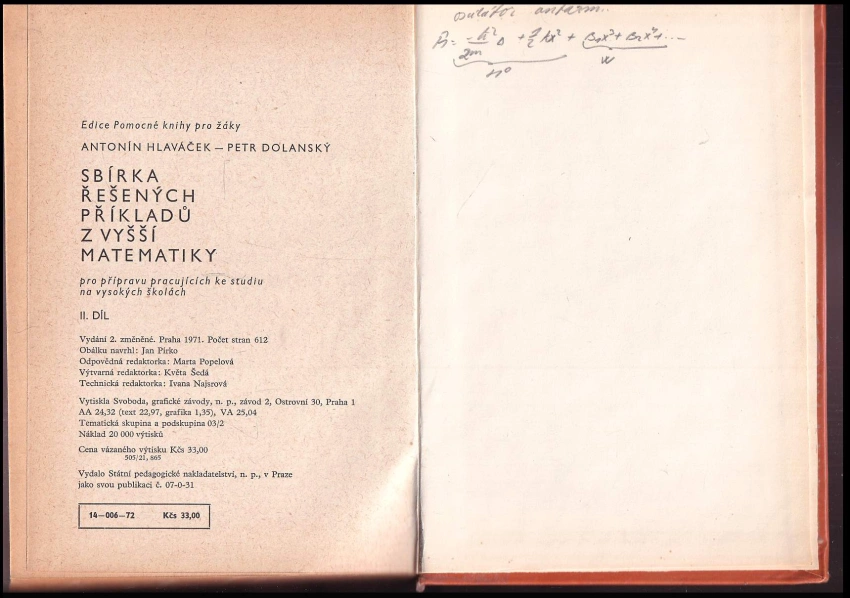 Edice Pomocné knihy pro žáky
ANTONÍN HLAVÁČEK — PETR DOLANSKÝ
SBÍRKA
ŘEŠENÝCH
PŘÍKLADŮ
Z VYŠŠÍ
MATEMATIKY
pro přípravu pracujících ke studiu
na vysokých školách
II. DÍL
Vydání 2. změněné. Praha 1971. Počet stran 612
Obálku navrhl: Jan Pírko
Odpovědná redaktorka: Marta Popelová
Výtvarná redaktorka: Květa Šedá
Technická redaktorka: Ivana Najsrová
Vytiskla Svoboda, grafické závody, n. p., závod 2, Ostrovní 30, Praha 1
AA 24,32 (text 22,97, grafika 1,35), VA 25,04
Tematická skupina a podskupina 03/2
Náklad 20 000 výtisků
Cena vázaného výtisku Kčs 33,00
505/21, 865
Vydalo Státní pedagogické nakladatelství, n. p., v Praze
jako svou publikaci č. 07-0-31
14—006—72 Kčs 33,00